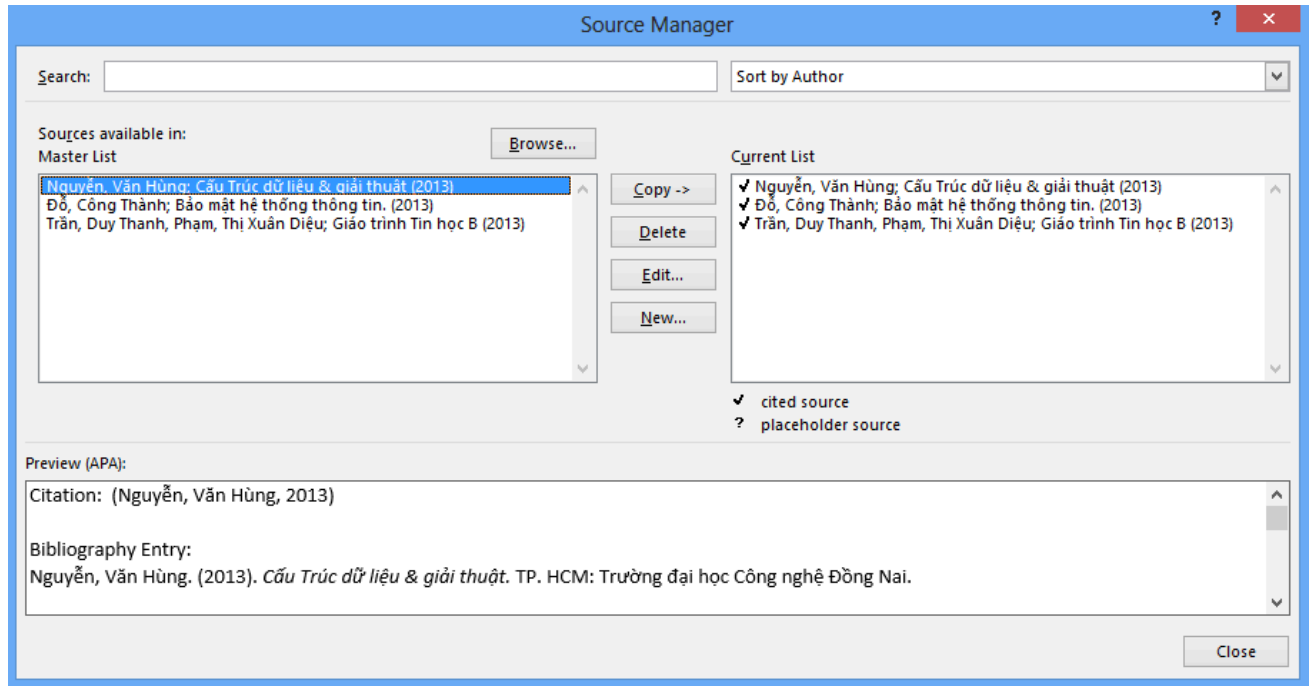 Source Manager
?
Search:
Sort by Author
Sources available in:
Master List
Browse...
Current List
Nguyễn, Văn Hùng; Cấu Trúc dữ liệu & giải thuật (2013)
Đỗ, Công Thành; Bảo mật hệ thống thông tin. (2013)
Trần, Duy Thanh, Phạm, Thị Xuân Diệu; Giáo trình Tin học B (2013)
Copy ->
Delete
Edit...
New...
✓ Nguyễn, Văn Hùng; Cấu Trúc dữ liệu & giải thuật (2013)
✓ Đỗ, Công Thành; Bảo mật hệ thống thông tin. (2013)
✓ Trần, Duy Thanh, Phạm, Thị Xuân Diệu; Giáo trình Tin học B (2013)
✓ cited source
? placeholder source
Preview (APA):
Citation: (Nguyễn, Văn Hùng, 2013)
Bibliography Entry:
Nguyễn, Văn Hùng. (2013). Cấu Trúc dữ liệu & giải thuật. TP. HCM: Trường đại học Công nghệ Đồng Nai.
Close